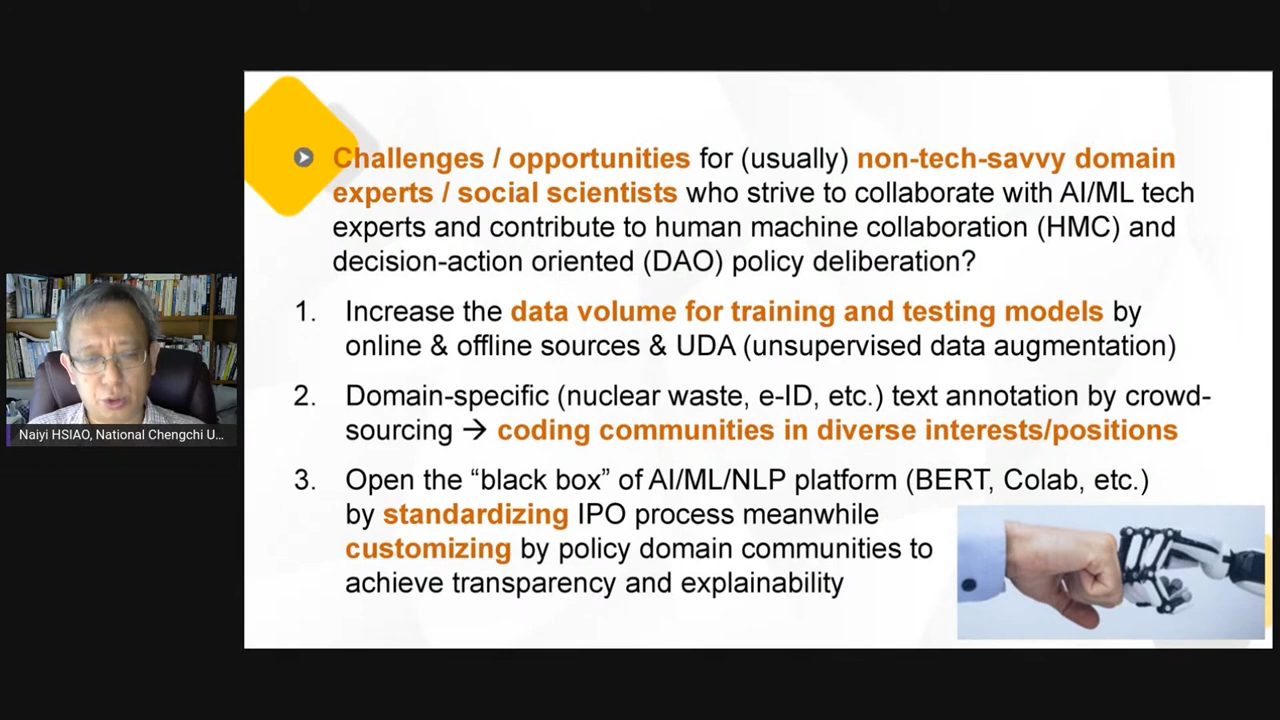 Challenges / opportunities for (usually) non-tech-savvy domain
experts / social scientists who strive to collaborate with AI/ML tech
experts and contribute to human machine collaboration (HMC) and
decision-action oriented (DAO) policy deliberation?
1. Increase the data volume for training and testing models by
online & offline sources & UDA (unsupervised data augmentation)
2. Domain-specific (nuclear waste, e-ID, etc.) text annotation by crowd-
sourcing → coding communities in diverse interests/positions
3. Open the “black box” of AI/ML/NLP platform (BERT, Colab, etc.)
by standardizing IPO process meanwhile
customizing by policy domain communities to
achieve transparency and explainability
Naiyi HSIAO, National Chengchi U...